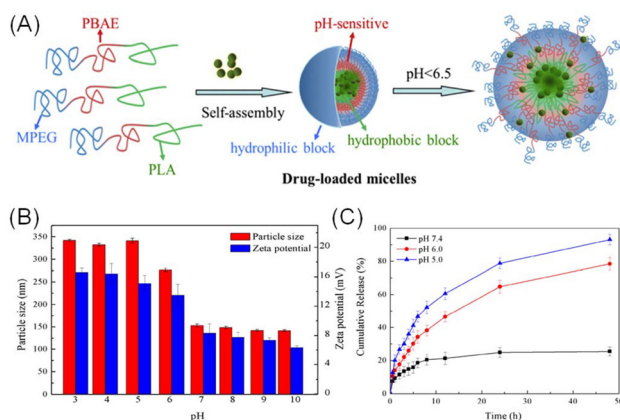 (A)
PBAE
MPEG
PLA
Self-assembly
pH-sensitive
hydrophilic block
hydrophobic block
pH<6.5
Drug-loaded micelles
(B)
Particle size
Zeta potential
Particle size (nm)
350
300
250
200
150
100
50
0
20
16
12
8
4
0
Zeta potential (mV)
3 4 5 6 7 8 9 10
pH
(C)
pH 7.4
pH 6.0
pH 5.0
Cumulative Release (%)
100
80
60
40
20
0
0 10 20 30 40 50
Time (h)